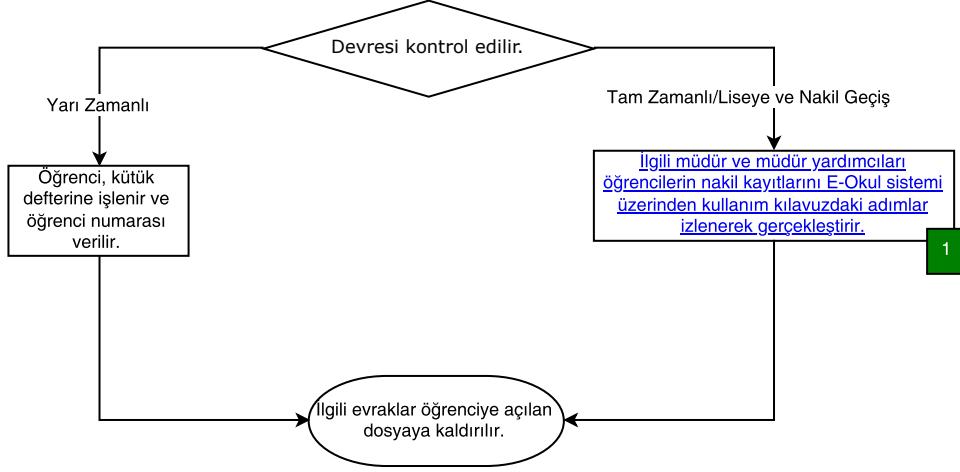 Devresi kontrol edilir.
Yarı Zamanlı
Tam Zamanlı/Liseye ve Nakil Geçiş
Öğrenci, kütük
defterine işlenir ve
öğrenci numarası
verilir.
İlgili müdür ve müdür yardımcıları
öğrencilerin nakil kayıtlarını E-Okul sistemi
üzerinden kullanım kılavuzdaki adımlar
izlenerek gerçekleştirir.
1
İlgili evraklar öğrenciye açılan
dosyaya kaldırılır.